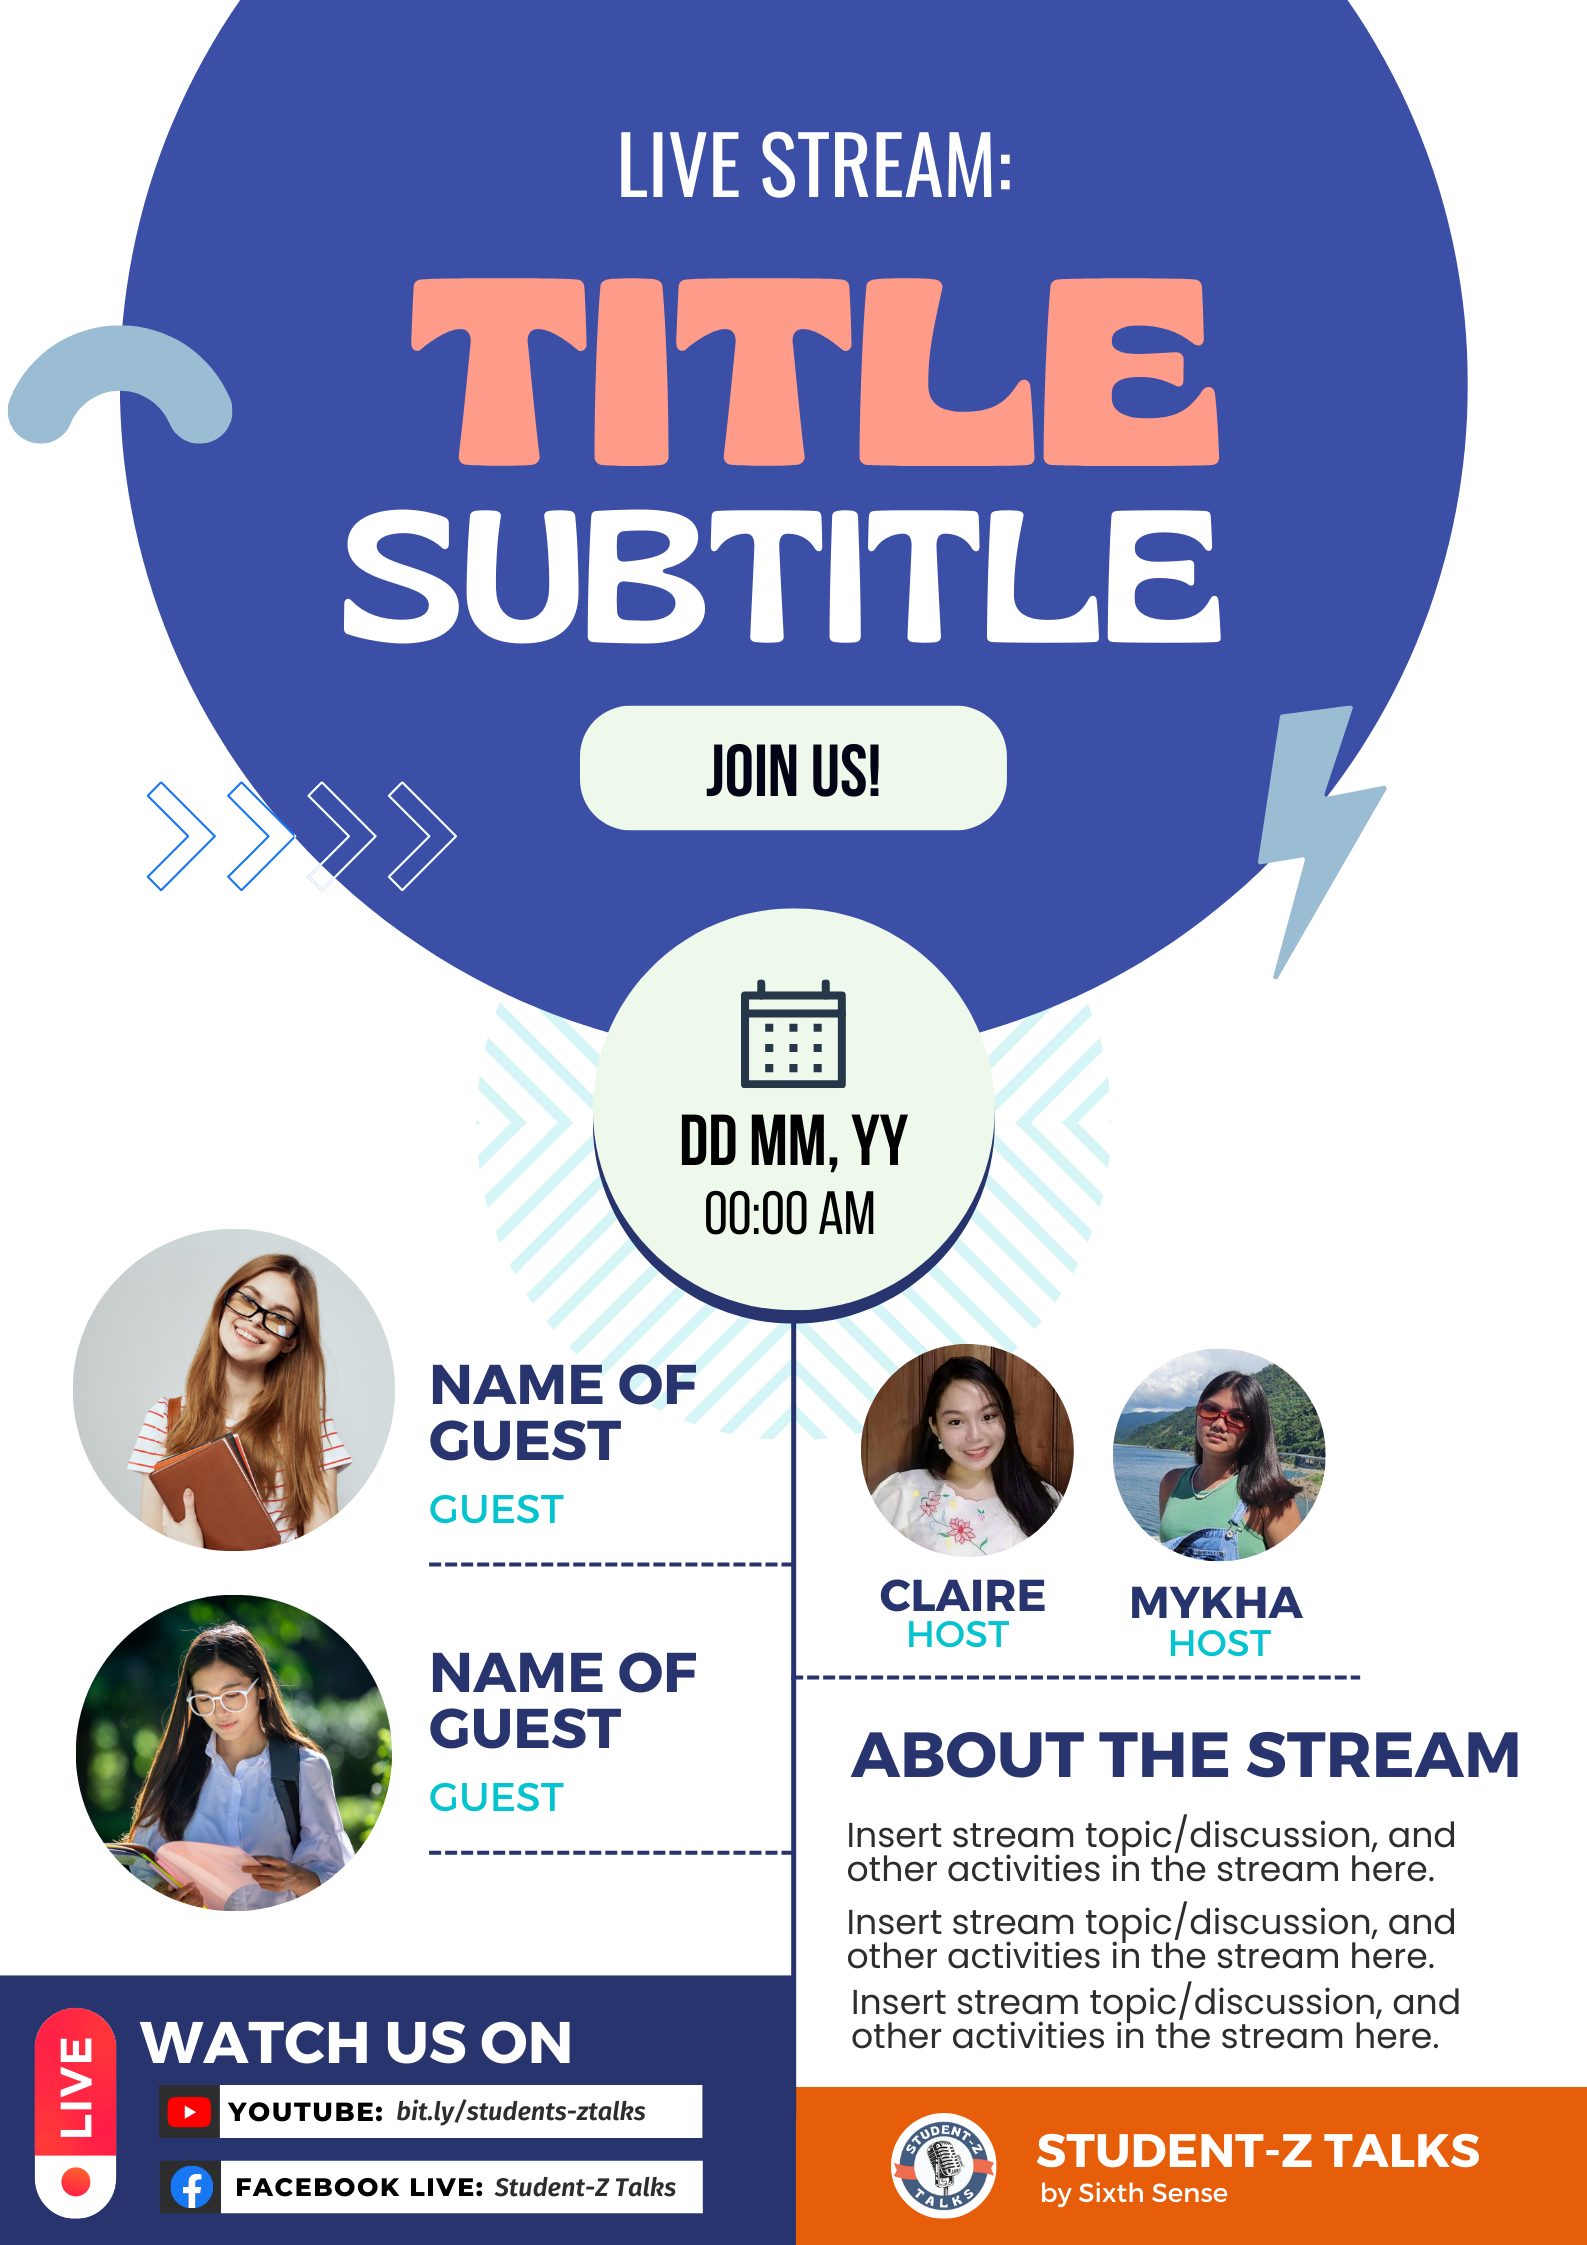 LIVE STREAM:
TITLE
SUBTITLE
JOIN US!
DD MM, YY
00:00 AM
NAME OF
GUEST
GUEST
NAME OF
GUEST
GUEST
CLAIRE
HOST
MYKHA
HOST
ABOUT THE STREAM
Insert stream topic/discussion, and
other activities in the stream here.
Insert stream topic/discussion, and
other activities in the stream here.
Insert stream topic/discussion, and
other activities in the stream here.
LIVE
WATCH US ON
YOUTUBE: bit.ly/students-ztalks
FACEBOOK LIVE: Student-Z Talks
STUDENT-Z
TALKS
STUDENT-Z TALKS
by Sixth Sense